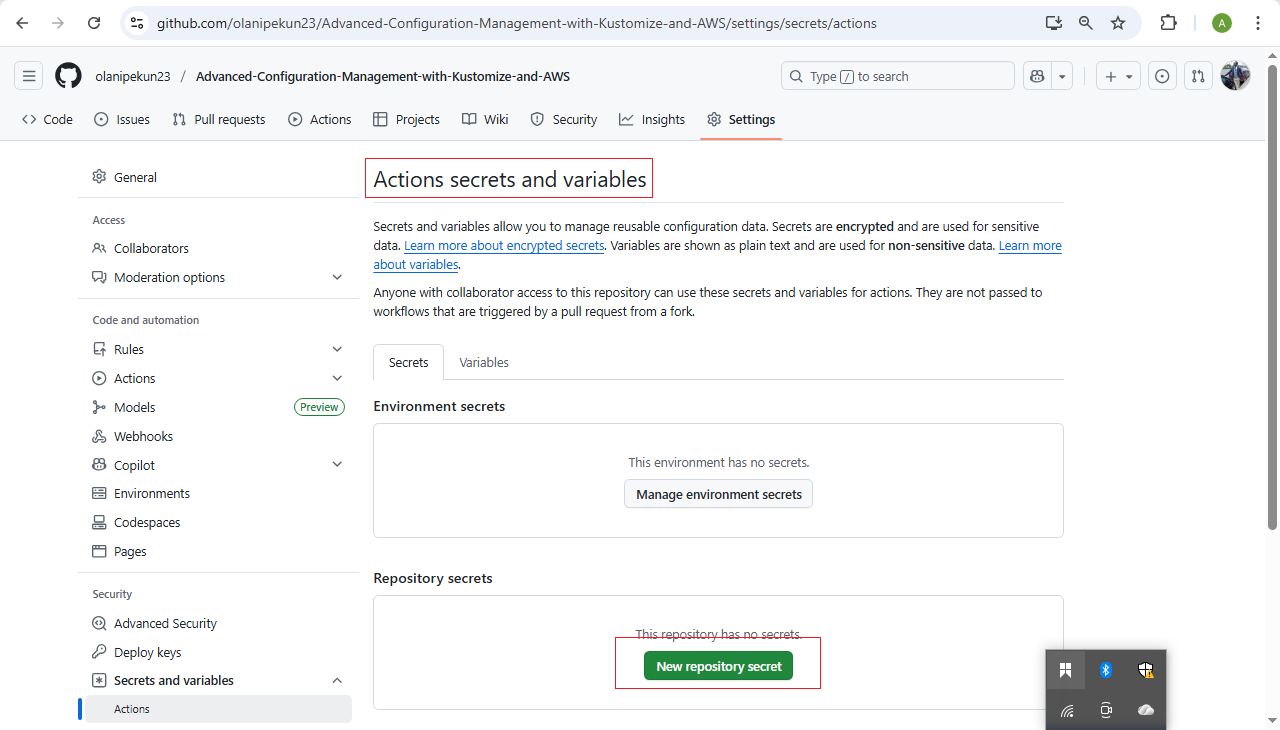 github.com/olanipekun23/Advanced-Configuration-Management-with-Kustomize-and-AWS/settings/secrets/actions
A
olanipekun23 / Advanced-Configuration-Management-with-Kustomize-and-AWS
Type / to search
Code
Issues
Pull requests
Actions
Projects
Wiki
Security
Insights
Settings
General
Access
Collaborators
Moderation options
Code and automation
Rules
Actions
Models
Preview
Webhooks
Copilot
Environments
Codespaces
Pages
Security
Advanced Security
Deploy keys
Secrets and variables
Actions
Actions secrets and variables
Secrets and variables allow you to manage reusable configuration data. Secrets are encrypted and are used for sensitive
data. Learn more about encrypted secrets. Variables are shown as plain text and are used for non-sensitive data. Learn more
about variables.
Anyone with collaborator access to this repository can use these secrets and variables for actions. They are not passed to
workflows that are triggered by a pull request from a fork.
Secrets
Variables
Environment secrets
This environment has no secrets.
Manage environment secrets
Repository secrets
This repository has no secrets.
New repository secret